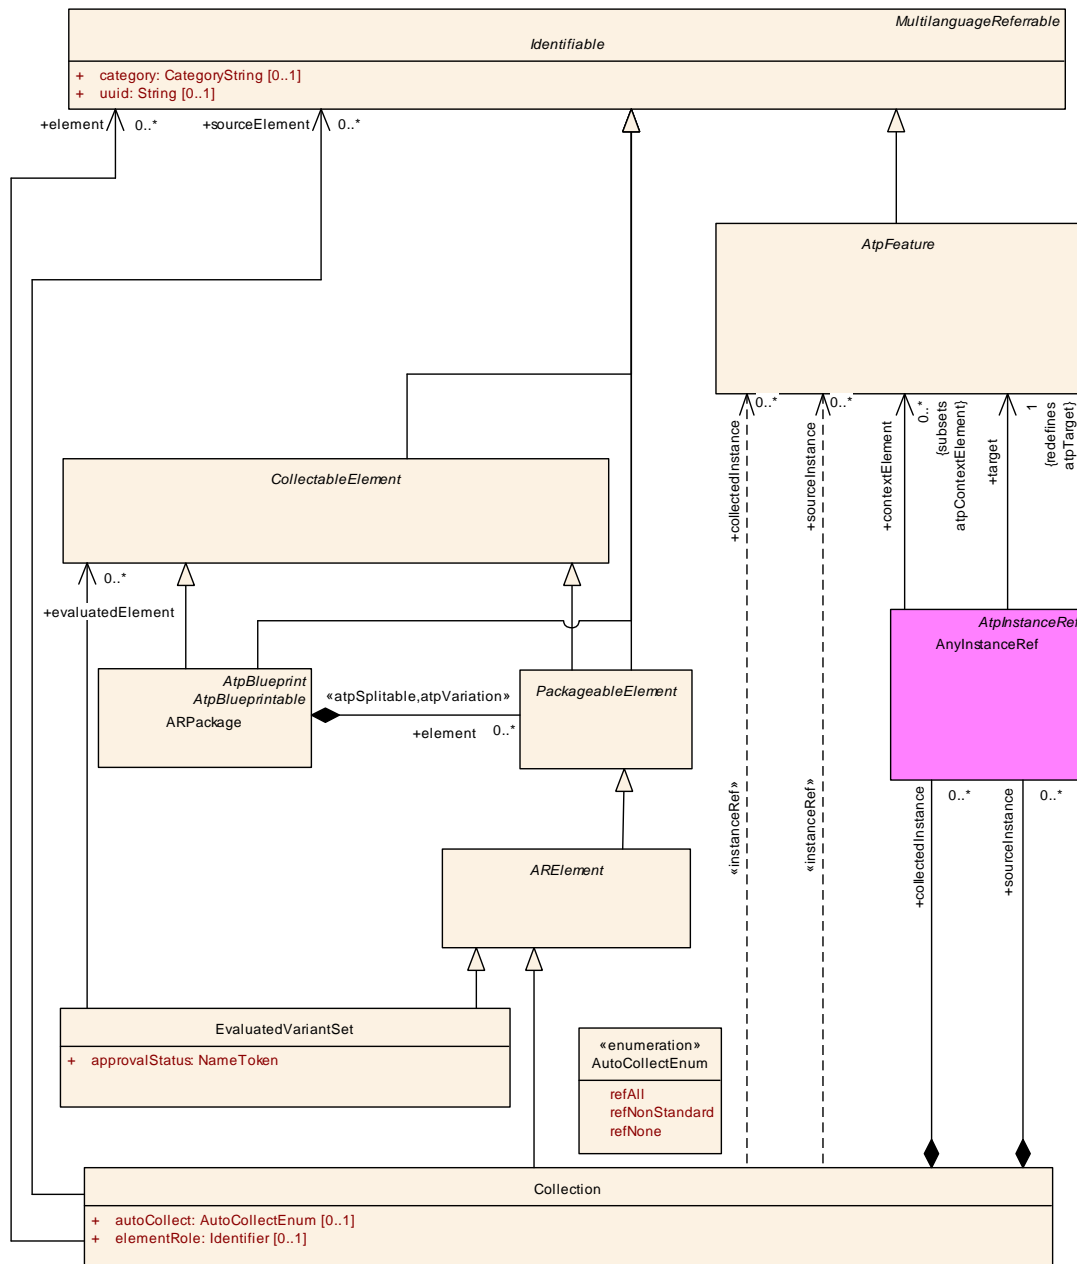 MultilanguageReferrable
Identifiable
+ category: CategoryString [0..1]
+ uuid: String [0..1]
+element
0..*
+sourceElement
0..*
AtpFeature
0..*
0..*
0..*
{subsets
atpContextElement}
1
{redefines
atpTarget}
+collectedInstance
+sourceInstance
+contextElement
+target
CollectableElement
0..*
+evaluatedElement
AtpInstanceRef
AnyInstanceRef
AtpBlueprint
AtpBlueprintable
ARPackage
«atpSplitable,atpVariation»
+element
0..*
PackageableElement
«instanceRef»
«instanceRef»
+collectedInstance
0..*
+sourceInstance
0..*
ARElement
EvaluatedVariantSet
+ approvalStatus: NameToken
«enumeration»
AutoCollectEnum
refAll
refNonStandard
refNone
Collection
+ autoCollect: AutoCollectEnum [0..1]
+ elementRole: Identifier [0..1]